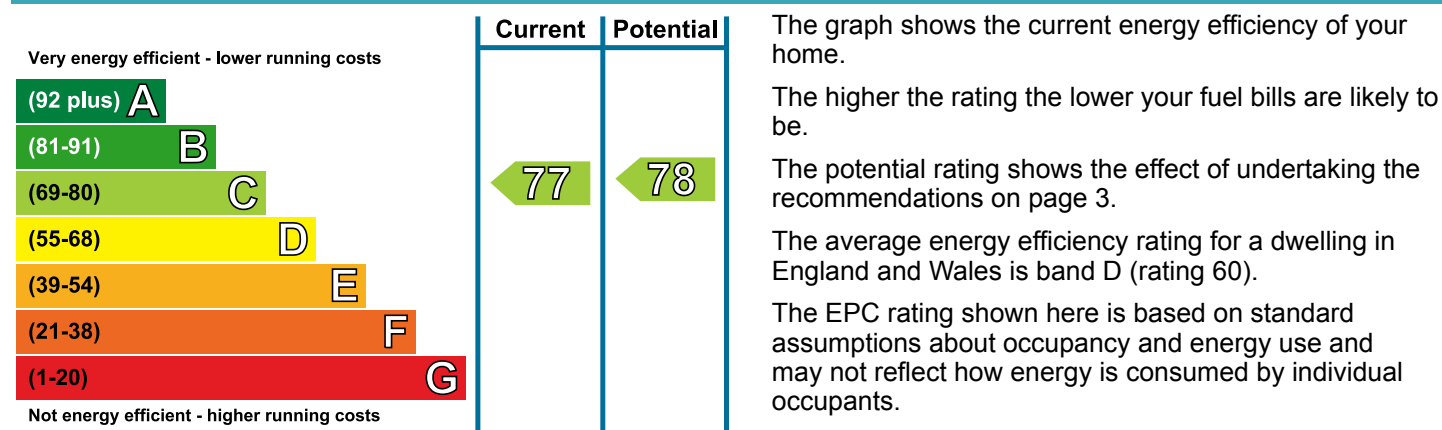 Current Potential
Very energy efficient - lower running costs
(92 plus) A
(81-91) B
(69-80) C
77 78
(55-68) D
(39-54) E
(21-38) F
(1-20) G
Not energy efficient - higher running costs
The graph shows the current energy efficiency of your
home.
The higher the rating the lower your fuel bills are likely to
be.
The potential rating shows the effect of undertaking the
recommendations on page 3.
The average energy efficiency rating for a dwelling in
England and Wales is band D (rating 60).
The EPC rating shown here is based on standard
assumptions about occupancy and energy use and
may not reflect how energy is consumed by individual
occupants.